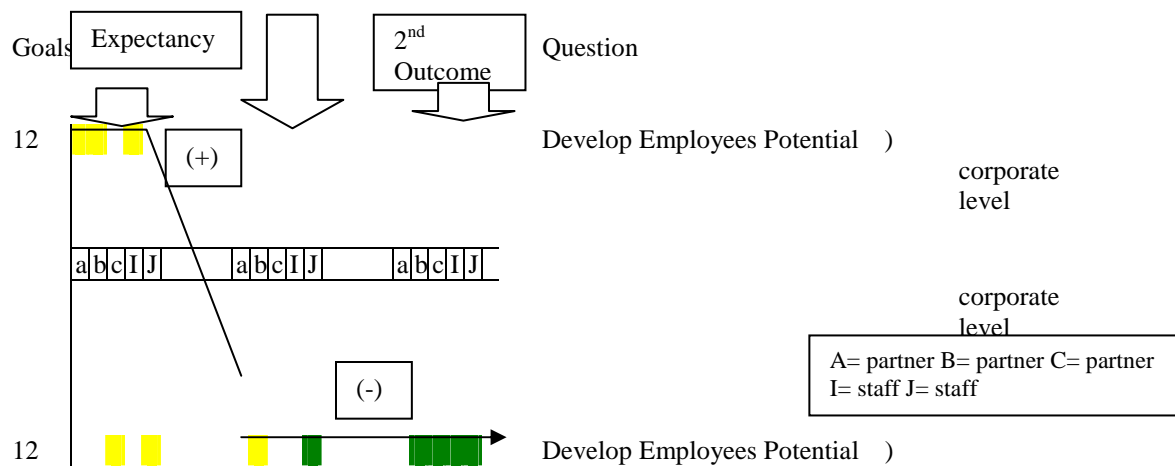 Goals Expectancy 2nd Outcome Question
12 (+) Develop Employees Potential )
corporate
level
a b c I J a b c I J a b c I J
corporate
level
A= partner B= partner C= partner
I= staff J= staff
(-)
12 Develop Employees Potential )